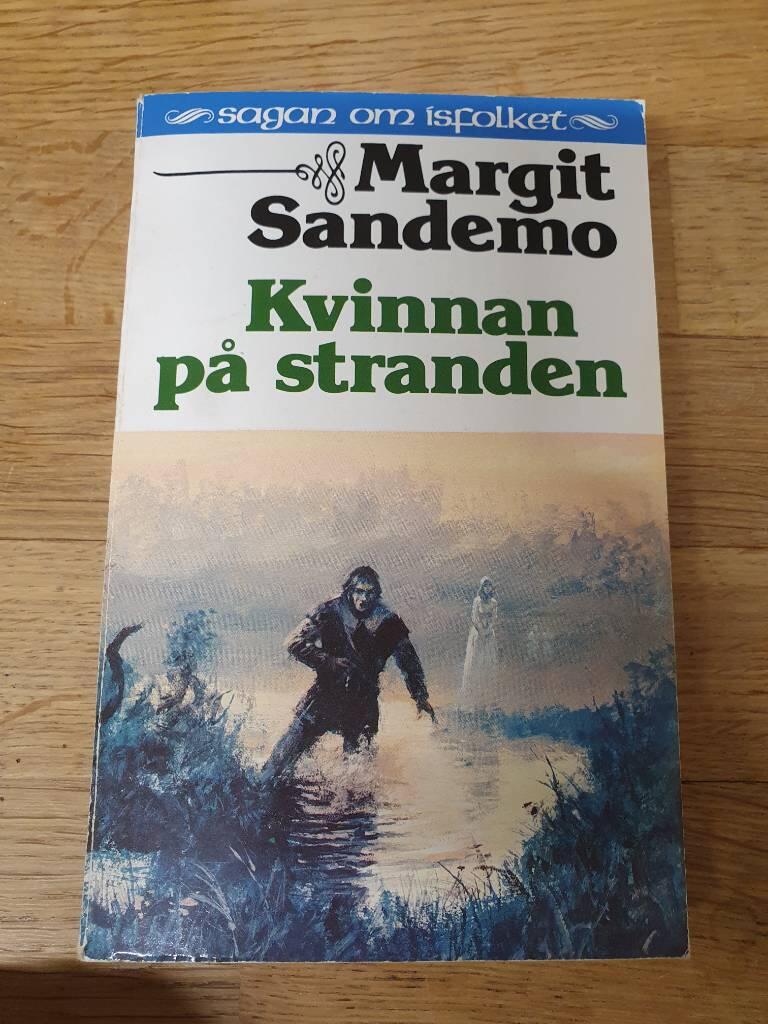 sagan om isfolket
Margit
Sandemo
Kvinnan
på stranden